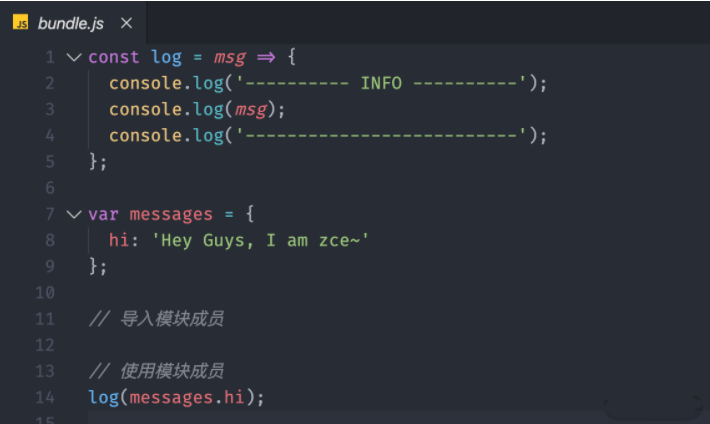 JS bundle.js ×
1 const log = msg => {
2 console.log('---------- INFO ----------');
3 console.log(msg);
4 console.log('--------------------------');
5 };
6
7 var messages = {
8 hi: 'Hey Guys, I am zce~'
9 };
10
11 // 导入模块成员
12
13 // 使用模块成员
14 log(messages.hi);
15